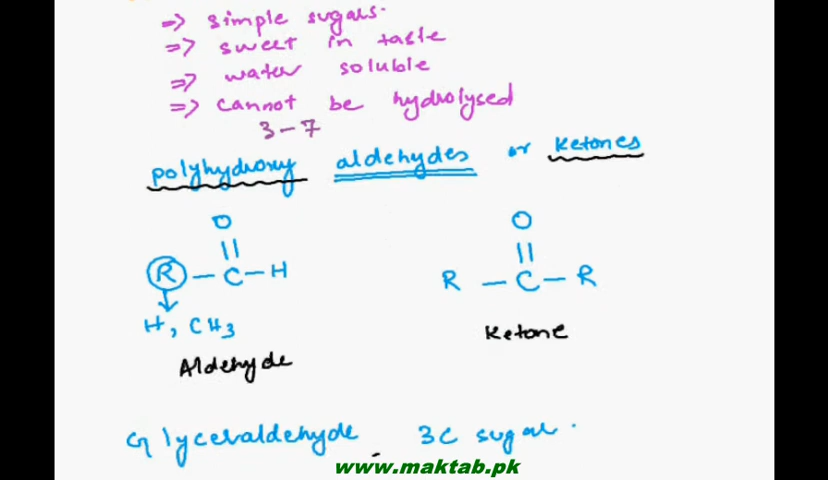 => simple sugars.
=> sweet in taste
=> water soluble
=> cannot be hydrolysed
3-7
polyhydroxy aldehydes or ketones
O O
|| ||
R - C - H R - C - R
H, CH3
Aldehyde Ketone
Glyceraldehyde - 3C sugar.
www.maktab.pk